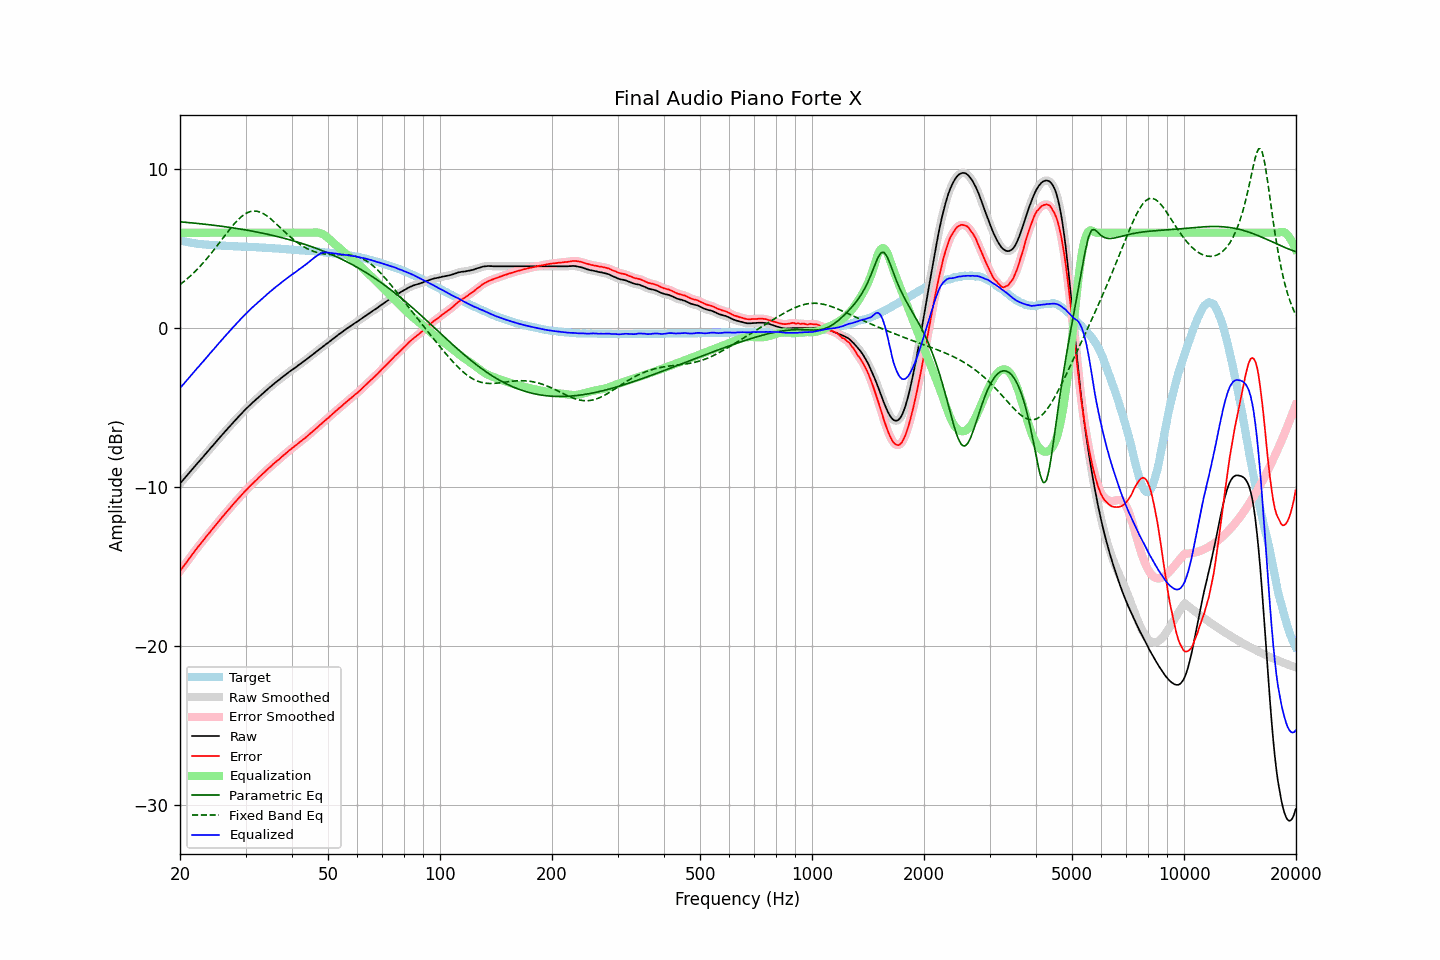 Final Audio Piano Forte X
10
0
−10
−20
−30
Amplitude (dBr)
Target
Raw Smoothed
Error Smoothed
Raw
Error
Equalization
Parametric Eq
Fixed Band Eq
Equalized
20 50 100 200 500 1000 2000 5000 10000 20000
Frequency (Hz)